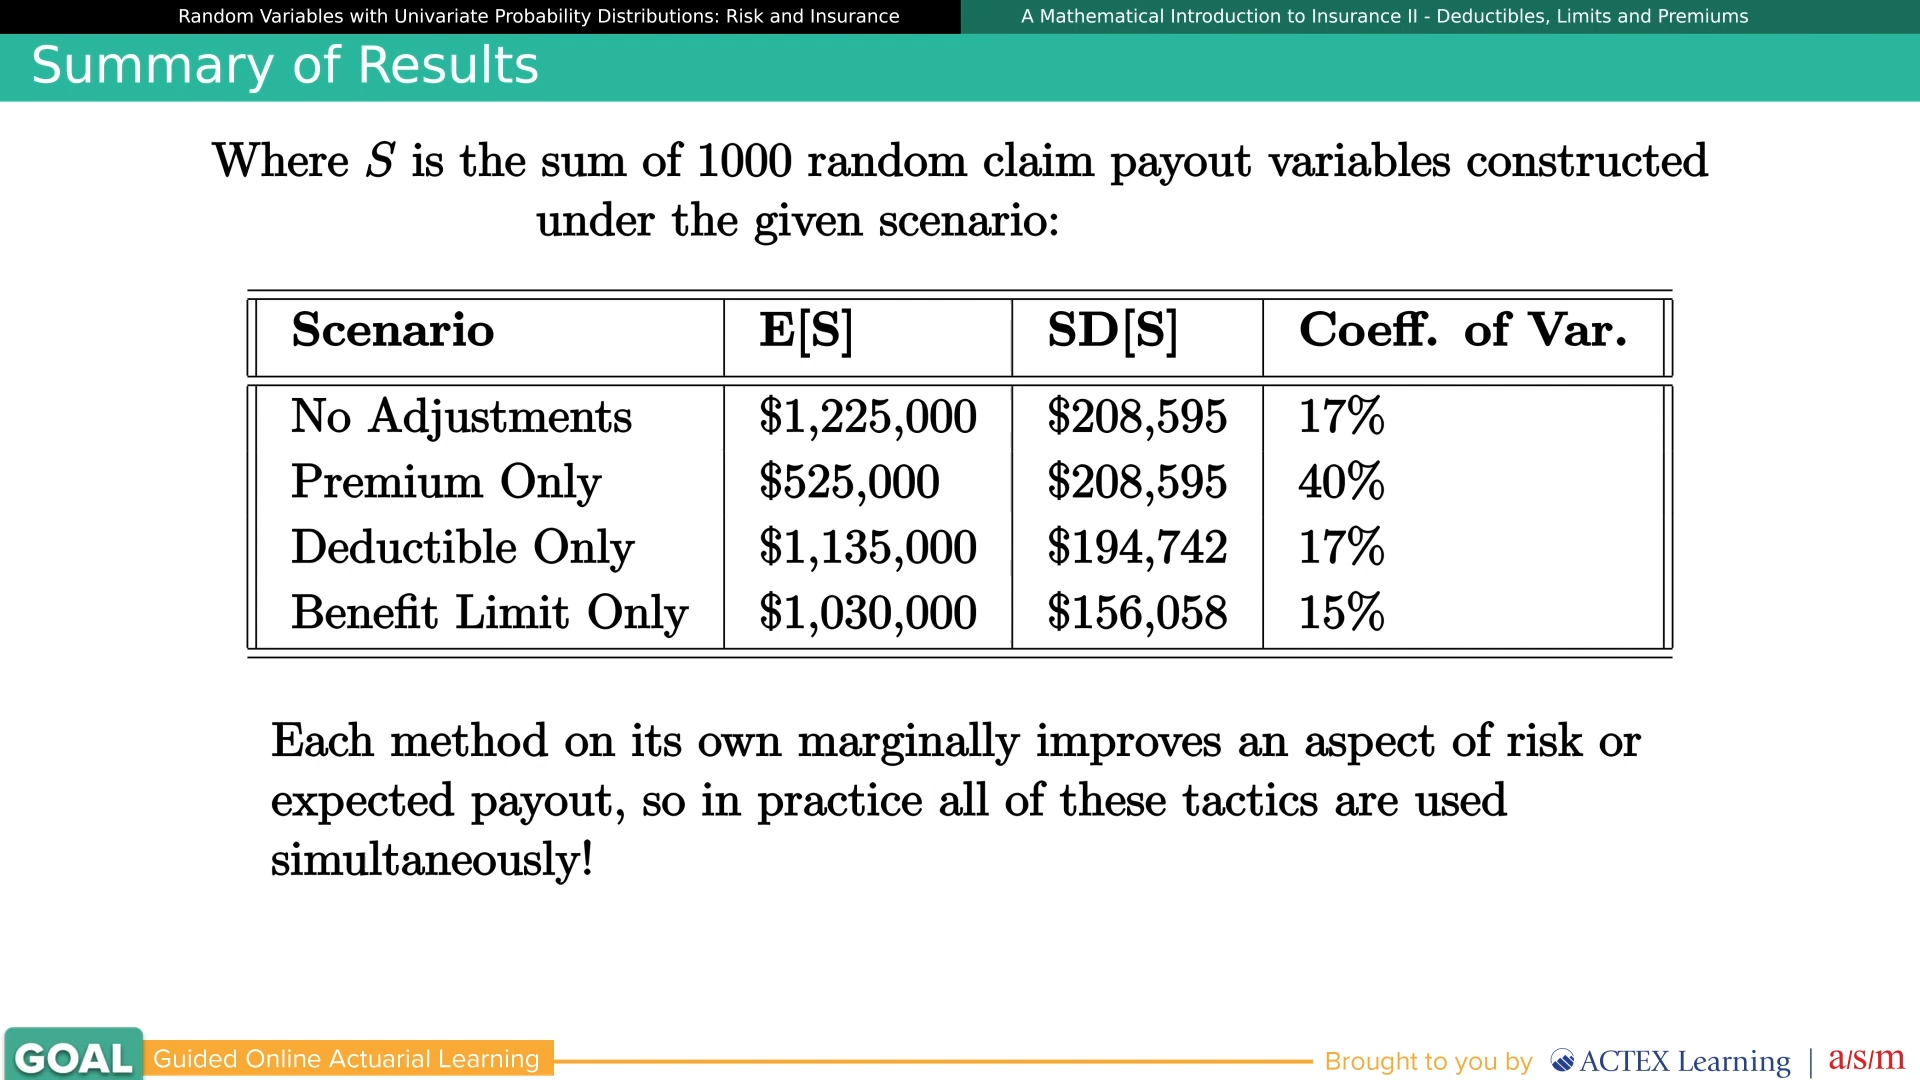 Random Variables with Univariate Probability Distributions: Risk and Insurance
A Mathematical Introduction to Insurance II - Deductibles, Limits and Premiums
Summary of Results
Where S is the sum of 1000 random claim payout variables constructed
under the given scenario:
Scenario E[S] SD[S] Coeff. of Var.
No Adjustments $1,225,000 $208,595 17%
Premium Only $525,000 $208,595 40%
Deductible Only $1,135,000 $194,742 17%
Benefit Limit Only $1,030,000 $156,058 15%
Each method on its own marginally improves an aspect of risk or
expected payout, so in practice all of these tactics are used
simultaneously!
GOAL Guided Online Actuarial Learning
Brought to you by ACTEX Learning | a/s/m